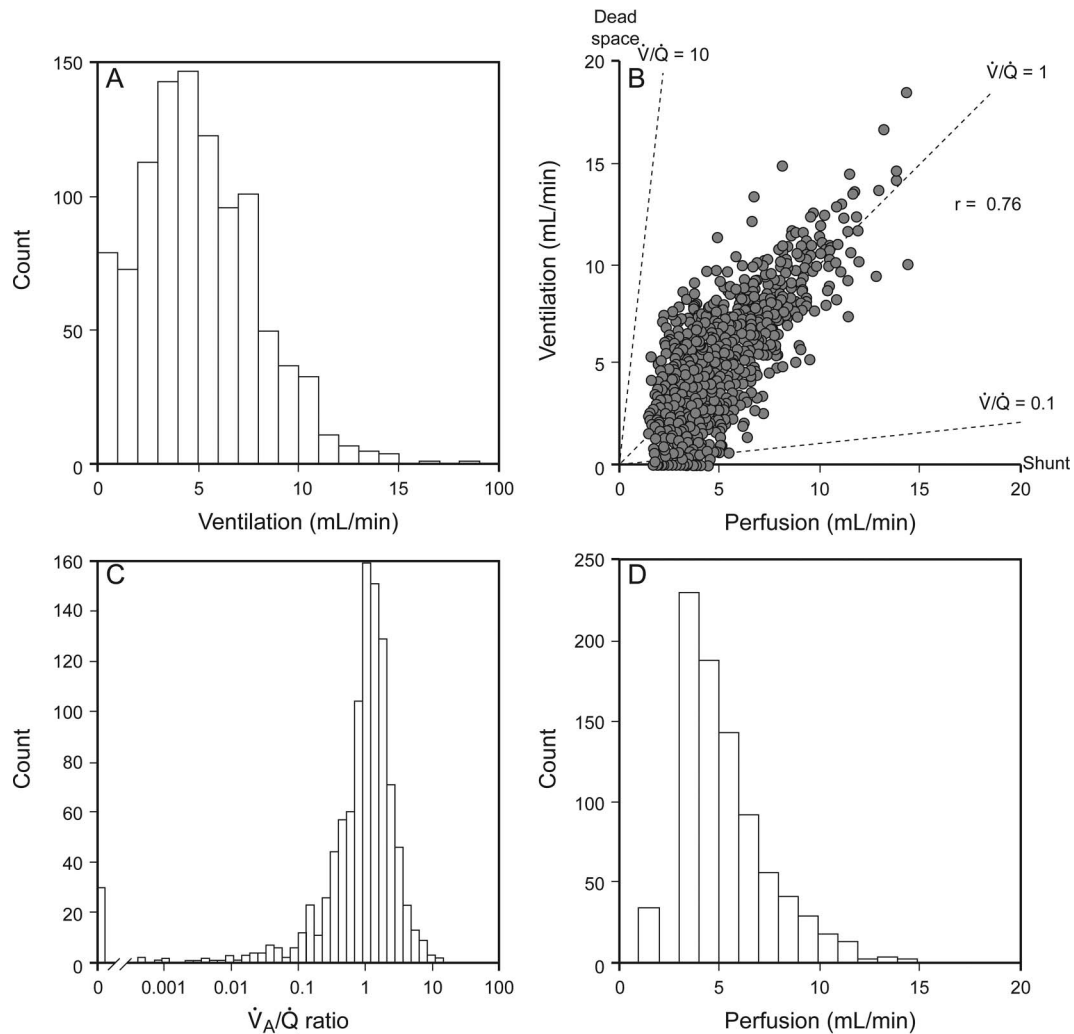 A
150
100
50
0
Count
0 5 10 15 100
Ventilation (mL/min)
Dead
space
V̇/Q̇ = 10
B
V̇/Q̇ = 1
20
15
10
5
0
Ventilation (mL/min)
r = 0.76
V̇/Q̇ = 0.1
Shunt
0 5 10 15 20
Perfusion (mL/min)
C
160
140
120
100
80
60
40
20
0
Count
0 0.001 0.01 0.1 1 10 100
V̇A/Q̇ ratio
D
250
200
150
100
50
0
Count
0 5 10 15 20
Perfusion (mL/min)